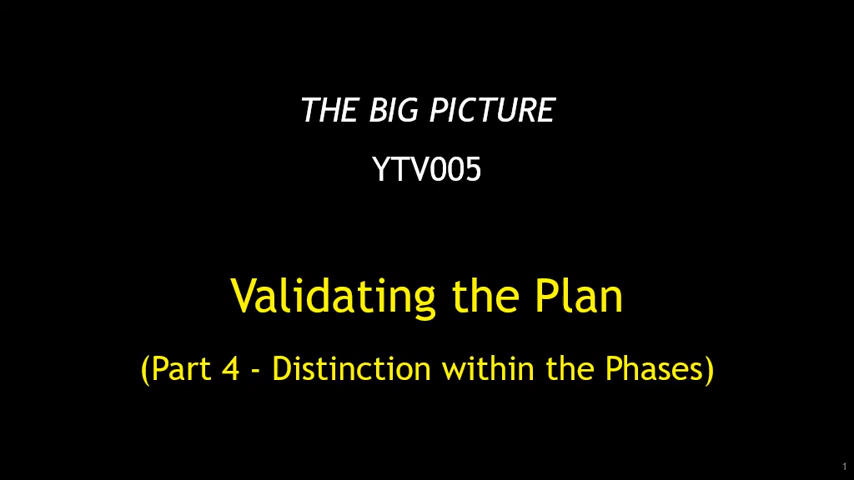 THE BIG PICTURE
YTV005
Validating the Plan
(Part 4 - Distinction within the Phases)
1